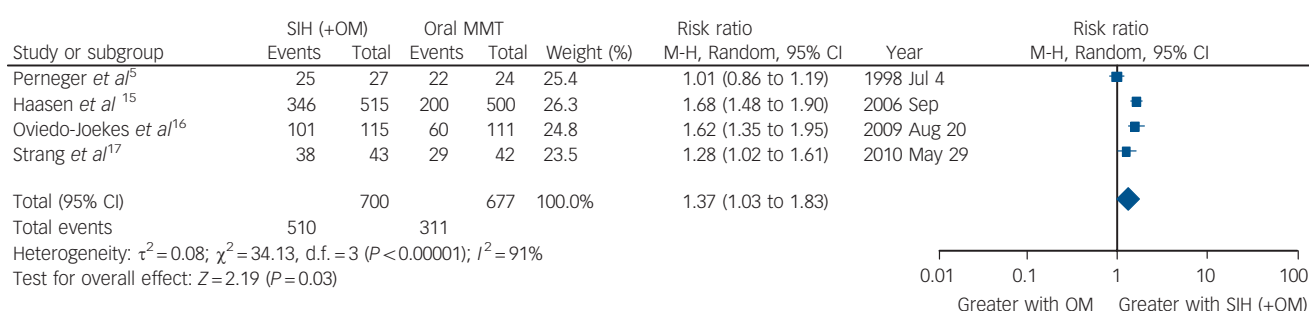 SIH (+OM) Oral MMT Risk ratio Risk ratio
Study or subgroup Events Total Events Total Weight (%) M-H, Random, 95% CI Year M-H, Random, 95% CI
Perneger et al5 25 27 22 24 25.4 1.01 (0.86 to 1.19) 1998 Jul 4
Haasen et al 15 346 515 200 500 26.3 1.68 (1.48 to 1.90) 2006 Sep
Oviedo-Joekes et al16 101 115 60 111 24.8 1.62 (1.35 to 1.95) 2009 Aug 20
Strang et al17 38 43 29 42 23.5 1.28 (1.02 to 1.61) 2010 May 29
Total (95% CI) 700 677 100.0% 1.37 (1.03 to 1.83)
Total events 510 311
Heterogeneity: τ2 = 0.08; χ2 = 34.13, d.f. = 3 (P < 0.00001); I2 = 91%
Test for overall effect: Z = 2.19 (P = 0.03)
0.01 0.1 1 10 100
Greater with OM Greater with SIH (+OM)